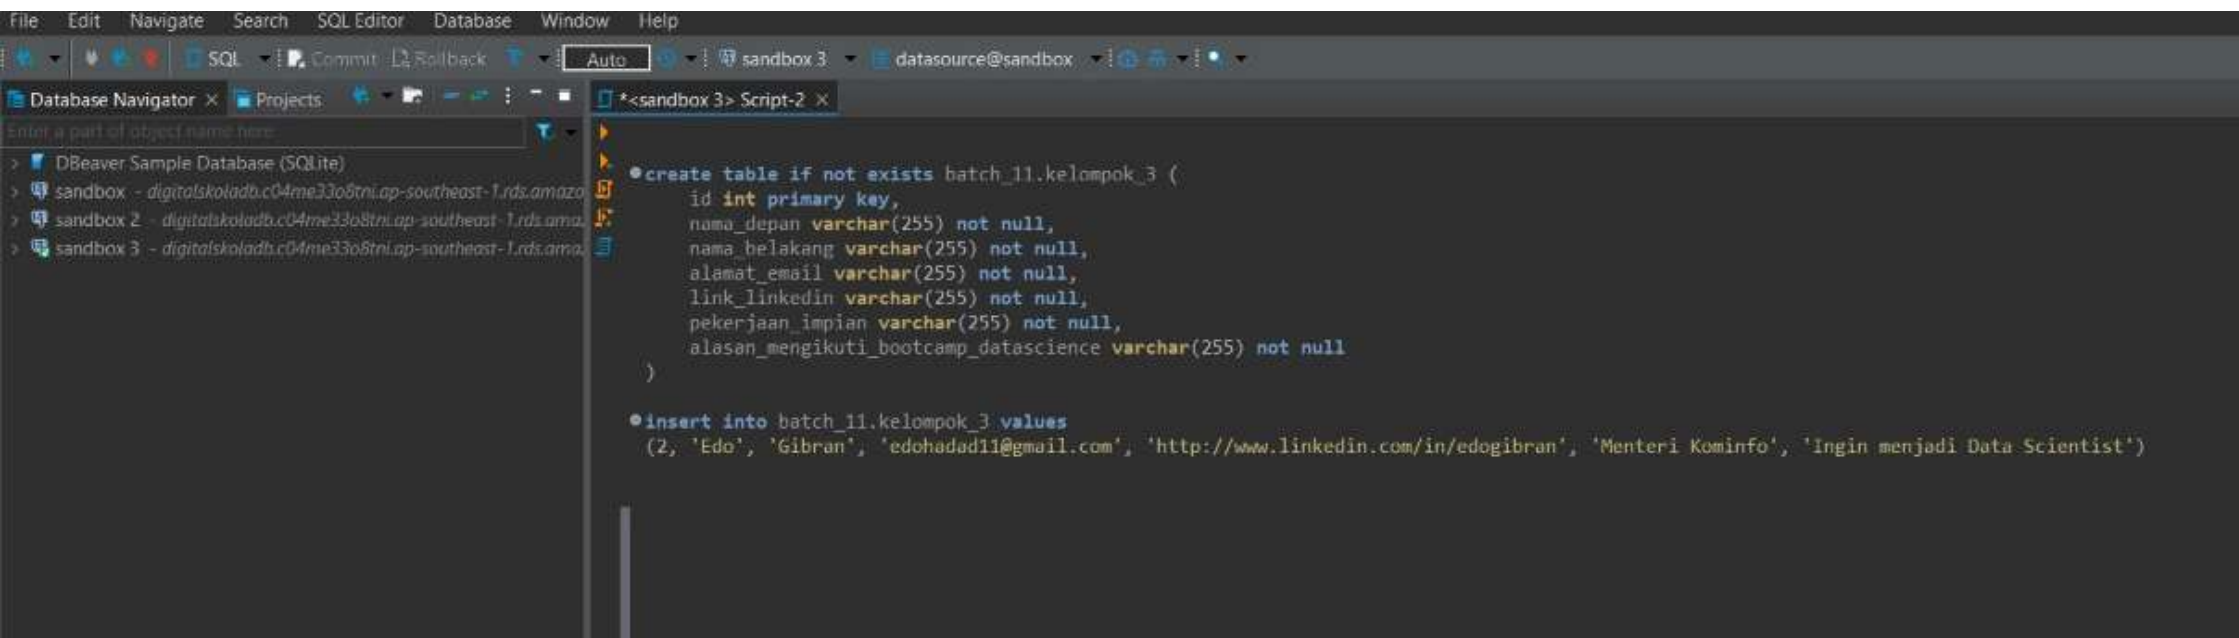 File Edit Navigate Search SQL Editor Database Window Help
SQL Commit Rollback Auto sandbox 3 datasource@sandbox
Database Navigator Projects
*<sandbox 3> Script-2
Enter a part of object name here
DBeaver Sample Database (SQLite)
sandbox - digitalskoladb.c04me33o8tni.ap-southeast-1.rds.amazo
sandbox 2 - digitalskoladb.c04me33o8tni.ap-southeast-1.rds.ama
sandbox 3 - digitalskoladb.c04me33o8tni.ap-southeast-1.rds.ama
create table if not exists batch_11.kelompok_3 (
id int primary key,
nama_depan varchar(255) not null,
nama_belakang varchar(255) not null,
alamat_email varchar(255) not null,
link_linkedin varchar(255) not null,
pekerjaan_impian varchar(255) not null,
alasan_mengikuti_bootcamp_datascience varchar(255) not null
)
insert into batch_11.kelompok_3 values
(2, 'Edo', 'Gibran', 'edohadad11@gmail.com', 'http://www.linkedin.com/in/edogibran', 'Menteri Kominfo', 'Ingin menjadi Data Scientist')